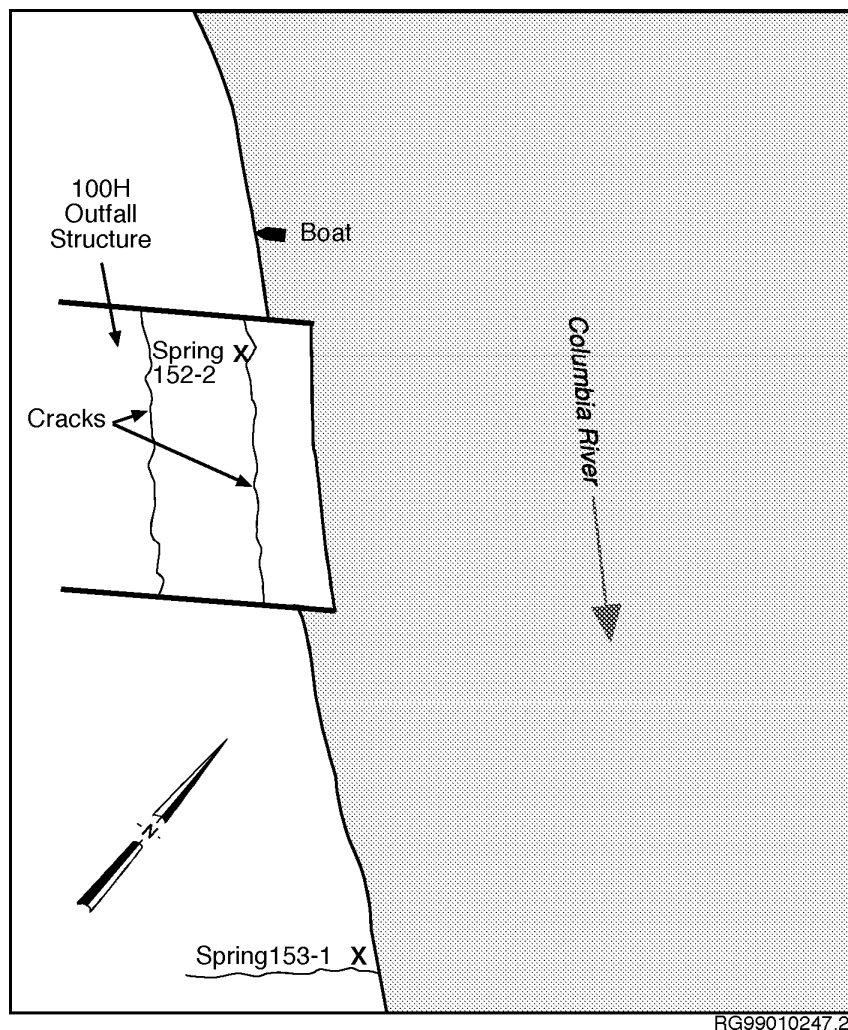 100H
Outfall
Structure
Boat
Spring X
152-2
Cracks
Columbia River
N
Spring153-1 X
RG99010247.2